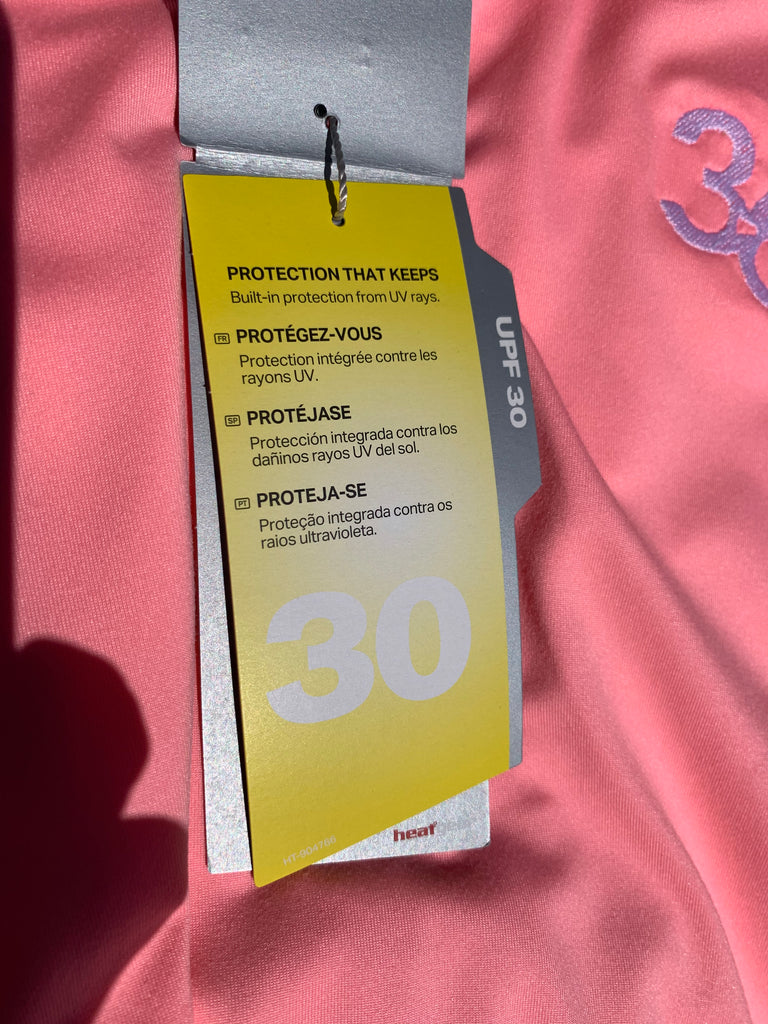 PROTECTION THAT KEEPS
Built-in protection from UV rays.
FR PROTÉGEZ-VOUS
Protection intégrée contre les
rayons UV.
SP PROTÉJASE
Protección integrada contra los
dañinos rayos UV del sol.
PT PROTEJA-SE
Proteção integrada contra os
raios ultravioleta.
30
HT-904766
heat
UPF 30